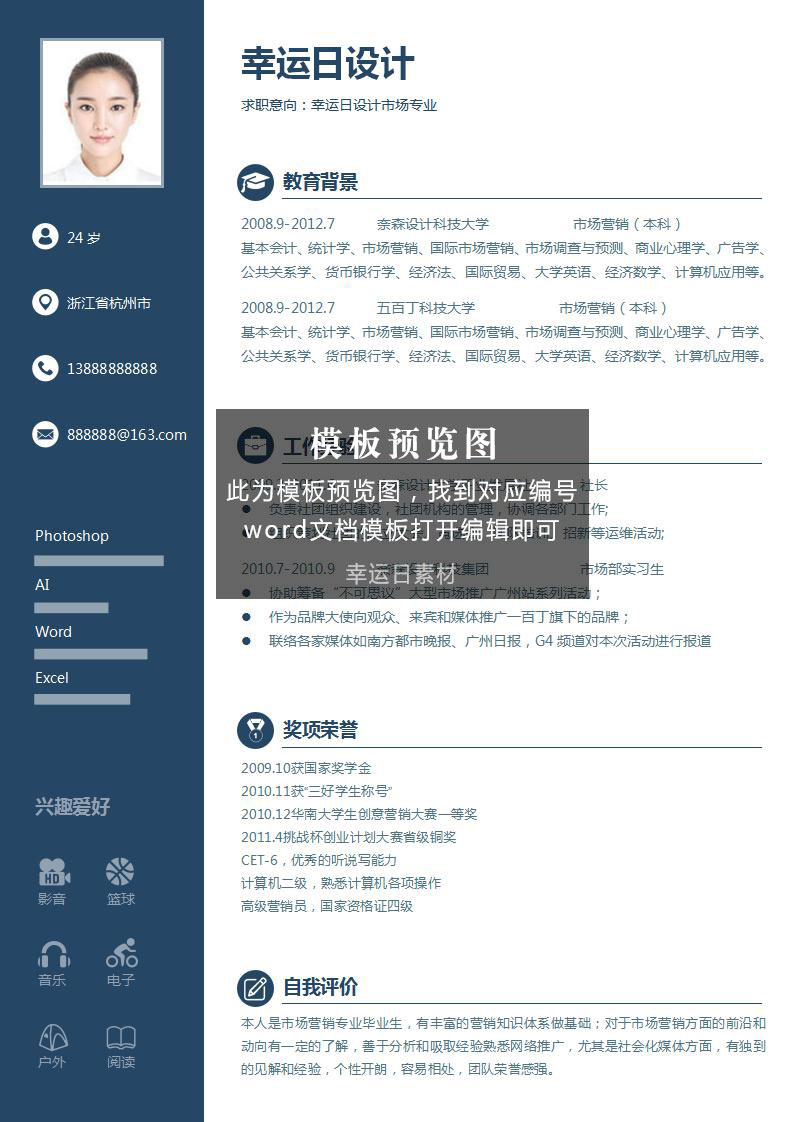 幸运日设计
求职意向：幸运日设计市场专业
24 岁
浙江省杭州市
13888888888
888888@163.com
Photoshop
AI
Word
Excel
兴趣爱好
HD
影音 篮球
音乐 电子
户外 阅读
教育背景
2008.9-2012.7 奈森设计科技大学 市场营销（本科）
基本会计、统计学、市场营销、国际市场营销、市场调查与预测、商业心理学、广告学、
公共关系学、货币银行学、经济法、国际贸易、大学英语、经济数学、计算机应用等。
2008.9-2012.7 五百丁科技大学 市场营销（本科）
基本会计、统计学、市场营销、国际市场营销、市场调查与预测、商业心理学、广告学、
公共关系学、货币银行学、经济法、国际贸易、大学英语、经济数学、计算机应用等。
模板预览图
此为模板预览图，找到对应编号
word文档模板打开编辑即可
幸运日素材
社长
负责社团组织建设，社团机构的管理，协调各部门工作;
招新等运维活动;
2010.7-2010.9 科技集团 市场部实习生
协助筹备“不可思议”大型市场推广广州站系列活动；
作为品牌大使向观众、来宾和媒体推广一百丁旗下的品牌；
联络各家媒体如南方都市晚报、广州日报，G4 频道对本次活动进行报道
1
奖项荣誉
2009.10获国家奖学金
2010.11获“三好学生称号”
2010.12华南大学生创意营销大赛一等奖
2011.4挑战杯创业计划大赛省级铜奖
CET-6，优秀的听说写能力
计算机二级，熟悉计算机各项操作
高级营销员，国家资格证四级
自我评价
本人是市场营销专业毕业生，有丰富的营销知识体系做基础；对于市场营销方面的前沿和
动向有一定的了解，善于分析和吸取经验熟悉网络推广，尤其是社会化媒体方面，有独到
的见解和经验，个性开朗，容易相处，团队荣誉感强。